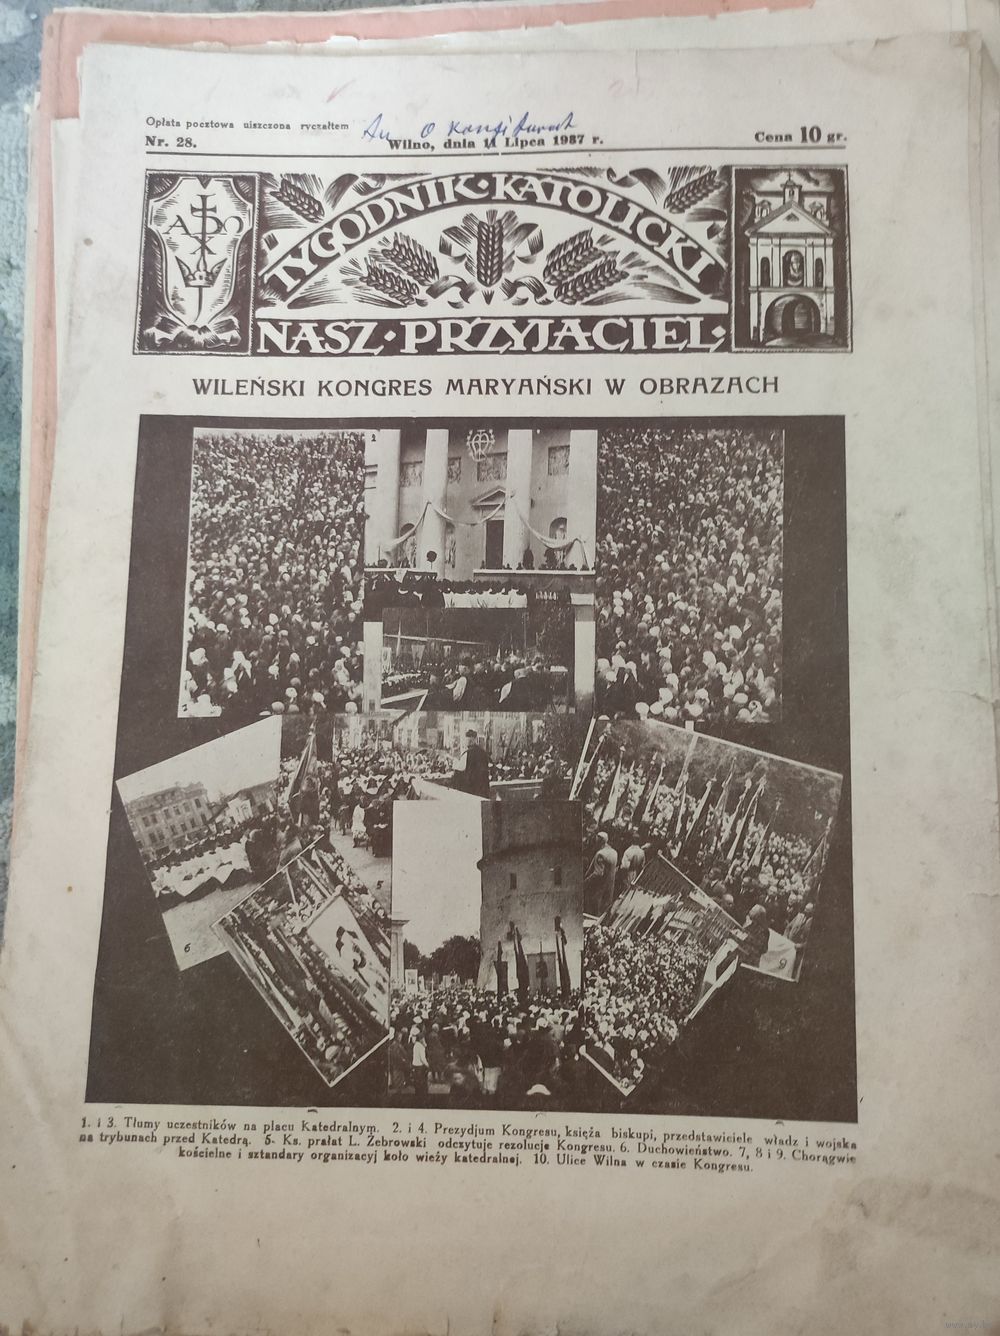 Opłata pocztowa uiszczona ryczałtem
Nr. 28.
Wilno, dnia 11 Lipca 1937 r.
Cena 10 gr.
A Ω
TYGODNIK·KATOLICKI
NASZ·PRZYJACIEL·
WILEŃSKI KONGRES MARYAŃSKI W OBRAZACH
6
9
1. i 3. Tłumy uczestników na placu Katedralnym. 2. i 4. Prezydjum Kongresu, księża biskupi, przedstawiciele władz i wojska
na trybunach przed Katedrą. 5. Ks. prałat L. Żebrowski odczytuje rezolucje Kongresu. 6. Duchowieństwo. 7, 8 i 9. Chorągwie
kościelne i sztandary organizacyj koło wieży katedralnej. 10. Ulice Wilna w czasie Kongresu.